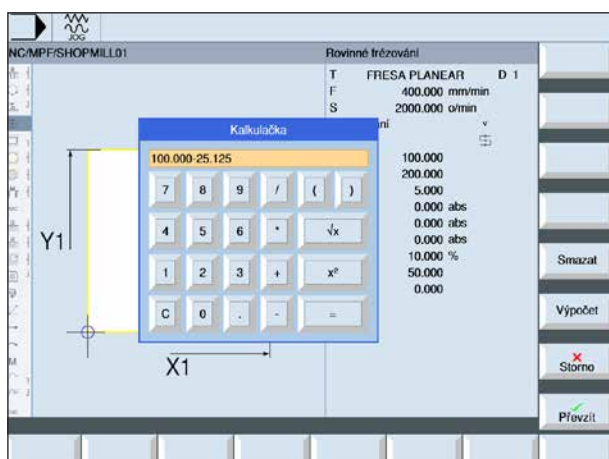 JOG
NC/MPF/SHOPMILL01
Rovinné frézování
T FRESA PLANEAR D 1
F 400.000 mm/min
S 2000.000 o/min
Kalkulačka
100.000-25.125
7 8 9 / ( )
4 5 6 * √x
1 2 3 + x²
C 0 . - =
100.000
200.000
5.000
0.000 abs
0.000 abs
0.000 abs
10.000 %
50.000
0.000
Y1
X1
M
Smazat
Výpočet
Storno
Převzít